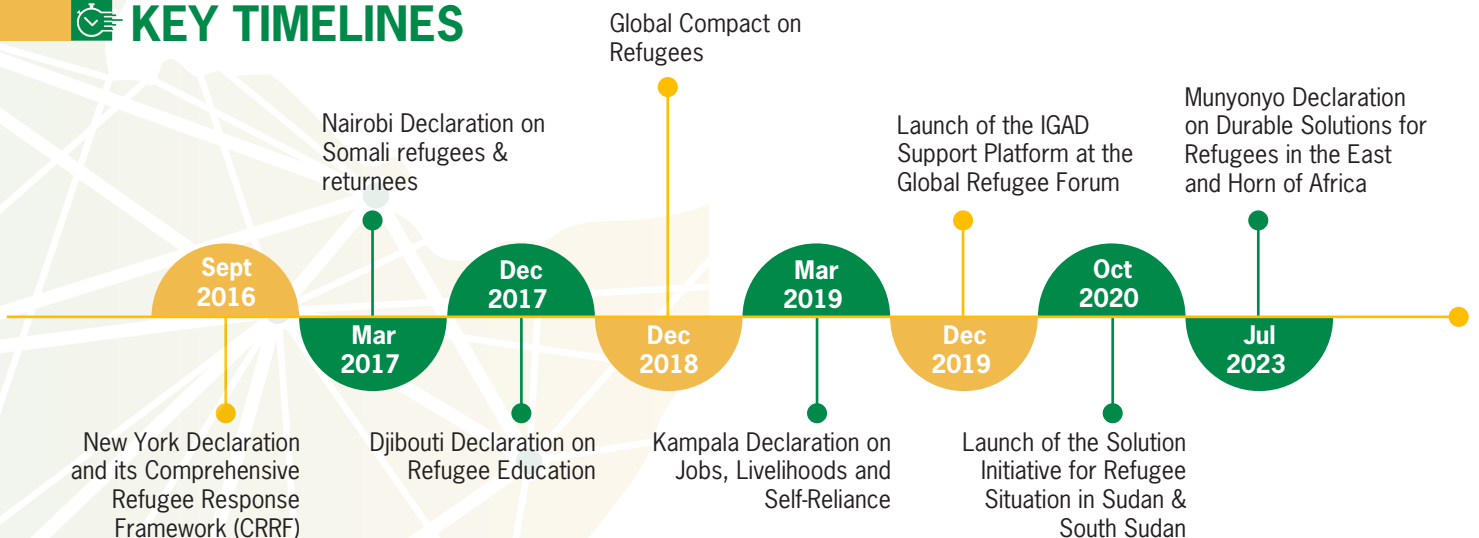 KEY TIMELINES
Global Compact on
Refugees
Nairobi Declaration on
Somali refugees &
returnees
Launch of the IGAD
Support Platform at the
Global Refugee Forum
Munyonyo Declaration
on Durable Solutions for
Refugees in the East
and Horn of Africa
Sept
2016
Mar
2017
Dec
2017
Dec
2018
Mar
2019
Dec
2019
Oct
2020
Jul
2023
New York Declaration
and its Comprehensive
Refugee Response
Framework (CRRF)
Djibouti Declaration on
Refugee Education
Kampala Declaration on
Jobs, Livelihoods and
Self-Reliance
Launch of the Solution
Initiative for Refugee
Situation in Sudan &
South Sudan